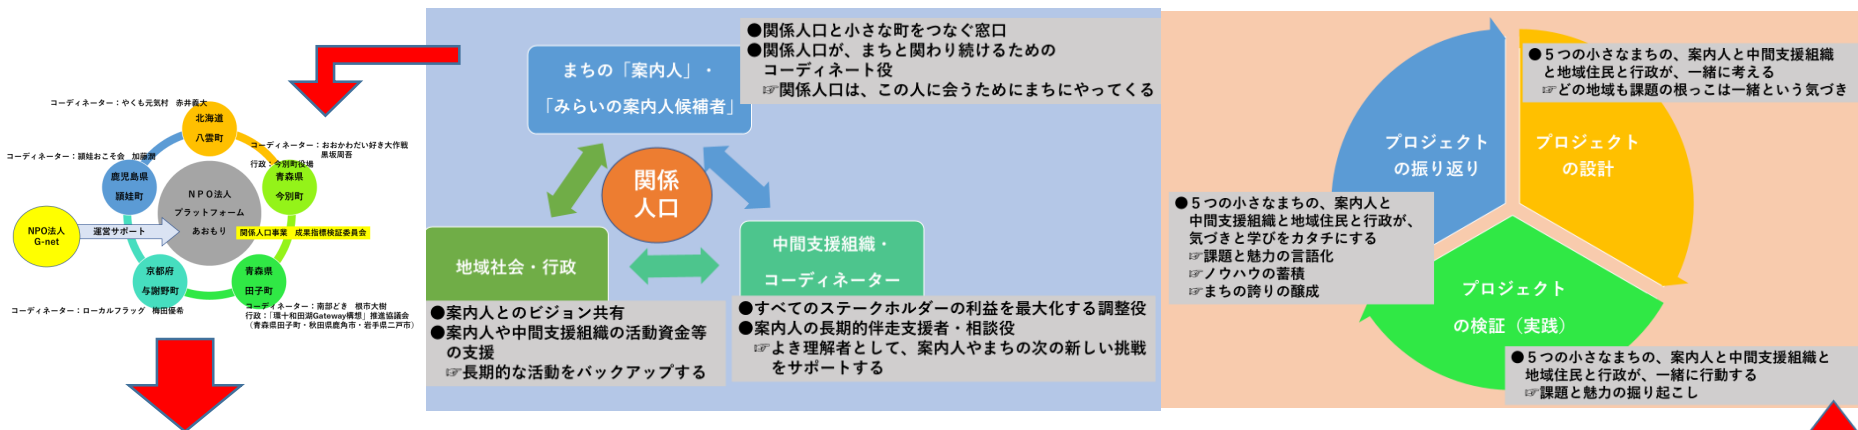 コーディネーター：やくも元気村　赤井義大
北海道
八雲町
コーディネーター：おおかわだい好き大作戦
黒坂周吾
行政：今別町役場
コーディネーター：頴娃おこそ会　加藤潤
鹿児島県
頴娃町
青森県
今別町
ＮＰＯ法人
プラットフォーム
あおもり
NPO法人
G-net
運営サポート
関係人口事業　成果指標検証委員会
京都府
与謝野町
青森県
田子町
コーディネーター：ローカルフラッグ　梅田優希
コーディネーター：南部どき　根市大樹
行政：「環十和田湖Gateway構想」推進協議会
（青森県田子町・秋田県鹿角市・岩手県二戸市）
まちの「案内人」・
「みらいの案内人候補者」
●関係人口と小さな町をつなぐ窓口
●関係人口が、まちと関わり続けるための
コーディネート役
☞関係人口は、この人に会うためにまちにやってくる
関係
人口
地域社会・行政
中間支援組織・
コーディネーター
●案内人とのビジョン共有
●案内人や中間支援組織の活動資金等
の支援
☞長期的な活動をバックアップする
●すべてのステークホルダーの利益を最大化する調整役
●案内人の長期的伴走支援者・相談役
☞よき理解者として、案内人やまちの次の新しい挑戦
をサポートする
●５つの小さなまちの、案内人と中間支援組織
と地域住民と行政が、一緒に考える
☞どの地域も課題の根っこは一緒という気づき
プロジェクト
の振り返り
プロジェクト
の設計
●５つの小さなまちの、案内人と
中間支援組織と地域住民と行政が、
気づきと学びをカタチにする
☞課題と魅力の言語化
☞ノウハウの蓄積
☞まちの誇りの醸成
プロジェクト
の検証（実践）
●５つの小さなまちの、案内人と中間支援組織と
地域住民と行政が、一緒に行動する
☞課題と魅力の掘り起こし